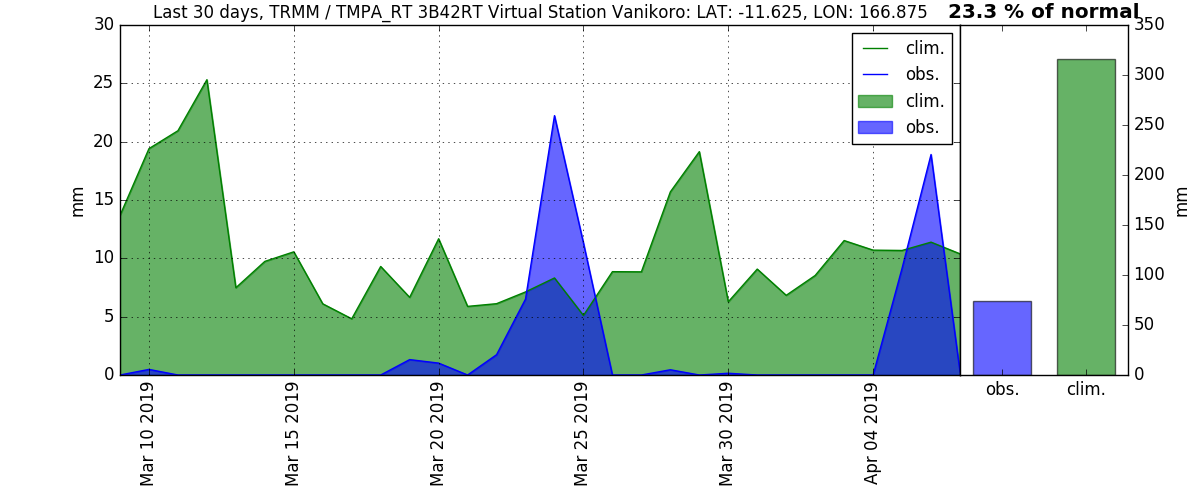 Last 30 days, TRMM / TMPA_RT 3B42RT Virtual Station Vanikoro: LAT: -11.625, LON: 166.875
23.3 % of normal
30
25
20
15
10
5
0
mm
clim.
obs.
clim.
obs.
Mar 10 2019
Mar 15 2019
Mar 20 2019
Mar 25 2019
Mar 30 2019
Apr 04 2019
350
300
250
200
150
100
50
0
mm
obs.
clim.